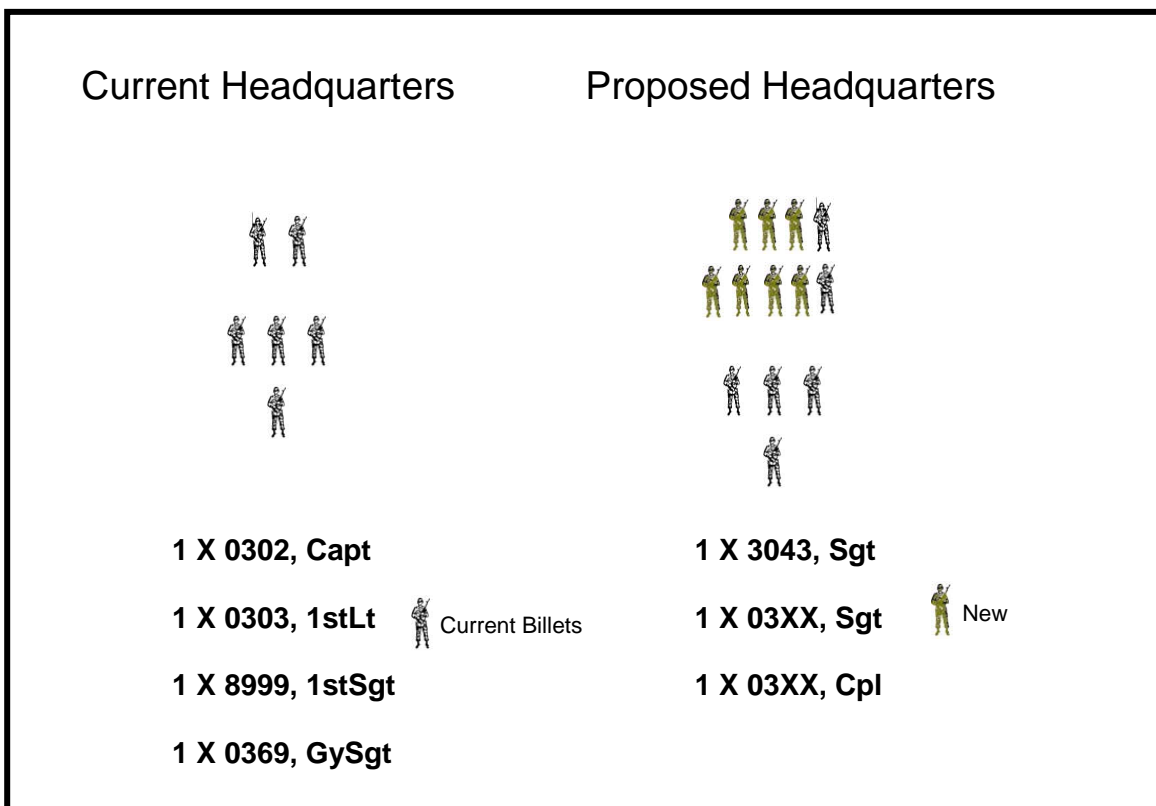 Current Headquarters
Proposed Headquarters
1 X 0302, Capt
1 X 0303, 1stLt
Current Billets
1 X 8999, 1stSgt
1 X 0369, GySgt
1 X 3043, Sgt
1 X 03XX, Sgt
New
1 X 03XX, Cpl